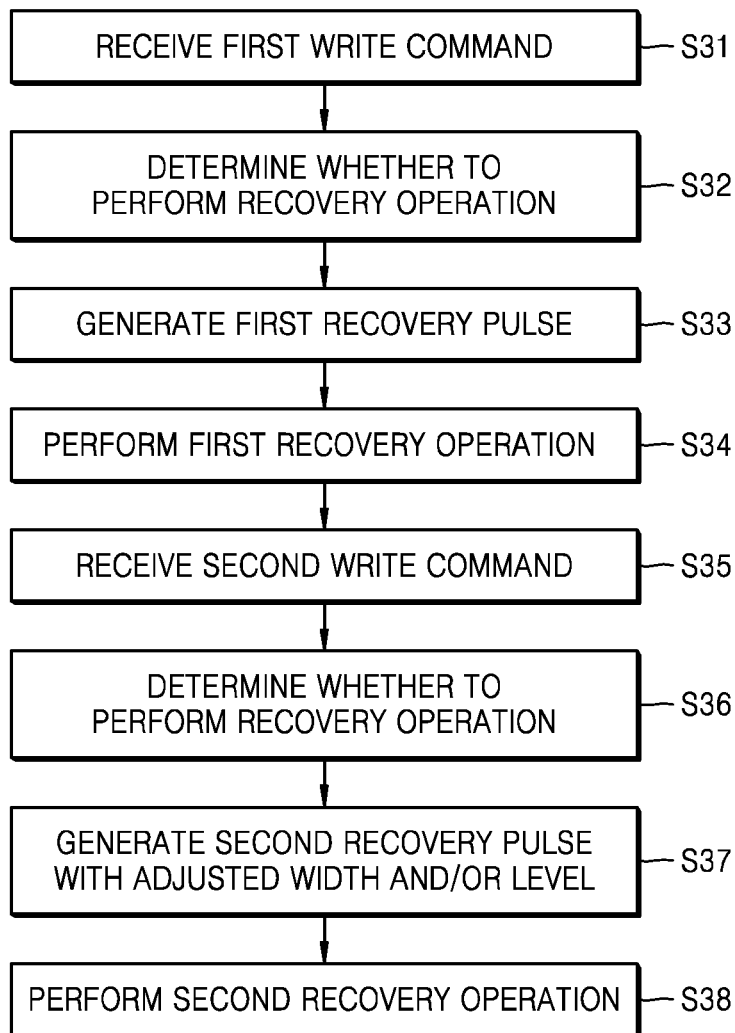 RECEIVE FIRST WRITE COMMAND
S31
DETERMINE WHETHER TO
PERFORM RECOVERY OPERATION
S32
GENERATE FIRST RECOVERY PULSE
S33
PERFORM FIRST RECOVERY OPERATION
S34
RECEIVE SECOND WRITE COMMAND
S35
DETERMINE WHETHER TO
PERFORM RECOVERY OPERATION
S36
GENERATE SECOND RECOVERY PULSE
WITH ADJUSTED WIDTH AND/OR LEVEL
S37
PERFORM SECOND RECOVERY OPERATION
S38